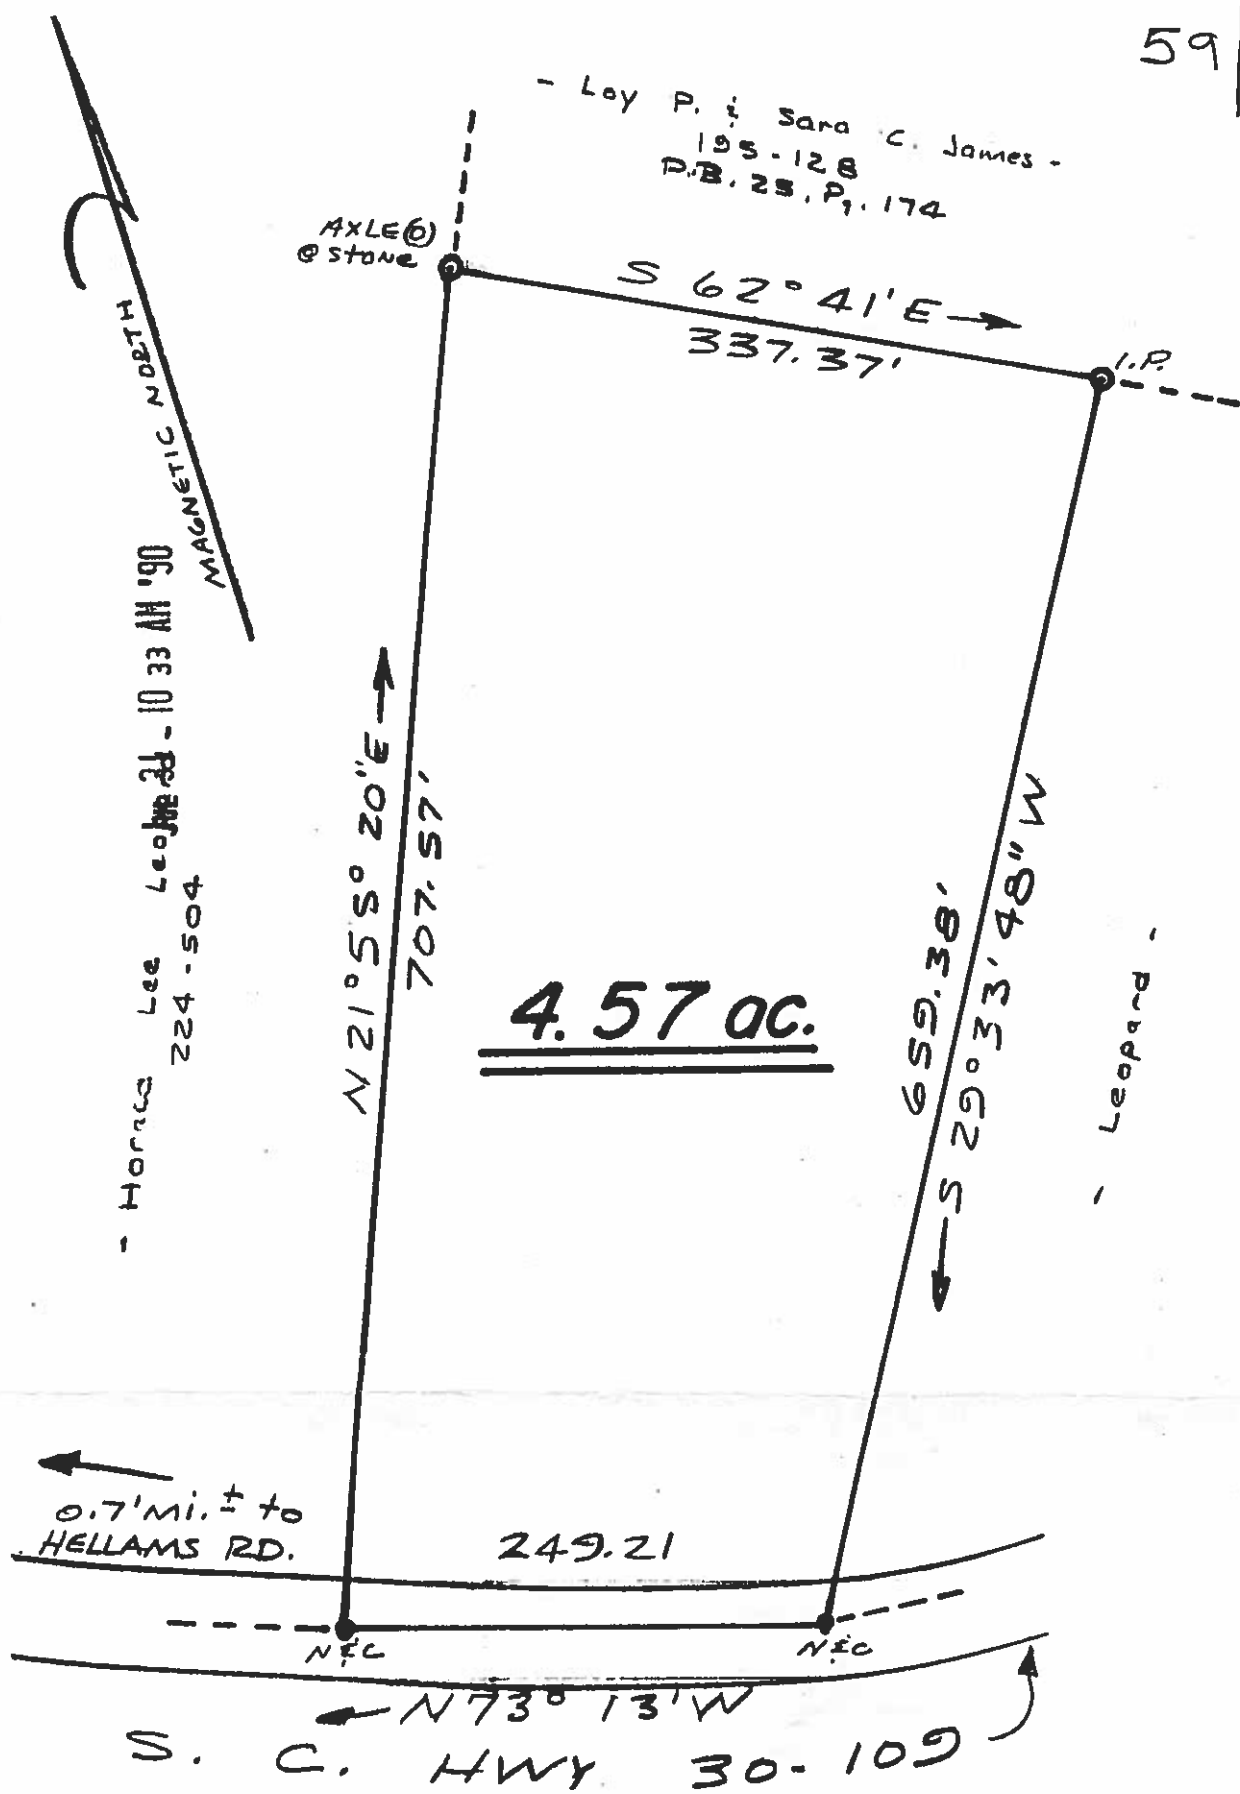 59
- Loy P. & Sara C. James -
195-128
P.B. 25, Pg. 174
AXLE(O)
@ stone
S 62° 41' E
337.37'
I.P.
MAGNETIC NORTH
10 33 AM '90
- Horace Lee
224-504
N 21° 55° 20" E
707.57'
4.57 ac.
659.38'
S 29° 33' 48" W
- Leopard -
0.7' Mi. ± to
HELLAMS RD.
249.21
N&C
N&C
N 73° 13' W
S. C. HWY 30-109